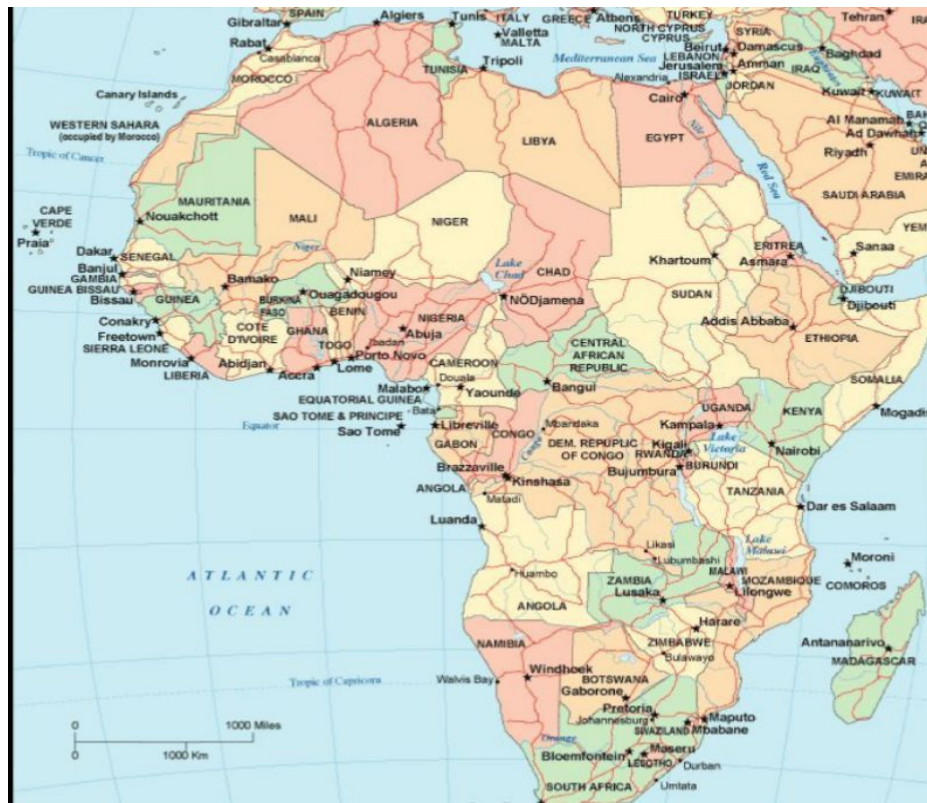 SPAIN
Gibraltar
Algiers
Tunis
ITALY
GREECE
Athens
TURKEY
Tehran
Rabat
Valletta
MALTA
NORTH CYPRUS
CYPRUS
SYRIA
Casablanca
MOROCCO
TUNISIA
Tripoli
Mediterranean Sea
Beirut
LEBANON
Damascus
Baghdad
Jerusalem
ISRAEL
Amman
IRAQ
Alexandria
JORDAN
Canary Islands
Cairo
Kuwait
KUWAIT
WESTERN SAHARA
(occupied by Morocco)
ALGERIA
LIBYA
EGYPT
Nile
Al Manamah
Ad Dawhah
Riyadh
Tropic of Cancer
Red Sea
SAUDI ARABIA
EMIRA
MAURITANIA
CAPE
VERDE
Praia
Nouakchott
MALI
NIGER
YEM
Dakar
SENEGAL
Niger
Lake
Chad
CHAD
Khartoum
ERITREA
Asmara
Sanaa
Banjul
GAMBIA
GUINEA BISSAU
Bissau
Bamako
Niamey
GUINEA
BURKINA
FASO
Ouagadougou
NÖDjamena
SUDAN
DJIBOUTI
Djibouti
Conakry
Freetown
SIERRA LEONE
COTE
D'IVOIRE
GHANA
BENIN
NIGERIA
Abuja
Addis Abbaba
ETHIOPIA
TOGO
Ibadan
Porto Novo
Monrovia
LIBERIA
Abidjan
Accra
Lome
CAMEROON
Douala
CENTRAL
AFRICAN
REPUBLIC
SOMALIA
Malabo
Yaounde
Bangui
EQUATORIAL GUINEA
Bata
UGANDA
KENYA
Mogadis
SAO TOME & PRINCIPE
Sao Tome
Equator
Libreville
GABON
CONGO
Congo
Mbandaka
DEM. REPUBLIC
OF CONGO
Kampala
Kigali
RWANDA
Lake
Victoria
Nairobi
Brazzaville
Kinshasa
Bujumbura
BURUNDI
ANGOLA
Matadi
TANZANIA
Dar es Salaam
Luanda
ATLANTIC
OCEAN
Likasi
Lubumbashi
Lake
Malawi
Moroni
COMOROS
Huambo
ANGOLA
ZAMBIA
Lusaka
MALAWI
Lilongwe
MOZAMBIQUE
Harare
ZIMBABWE
Bulawayo
Antananarivo
MADAGASCAR
NAMIBIA
Windhoek
Walvis Bay
Tropic of Capricorn
BOTSWANA
Gaborone
Pretoria
Johannesburg
SWAZILAND
Maputo
Mbabane
0 1000 Miles
0 1000 Km
Orange
Bloemfontein
Maseru
LESOTHO
Durban
SOUTH AFRICA
Umtata